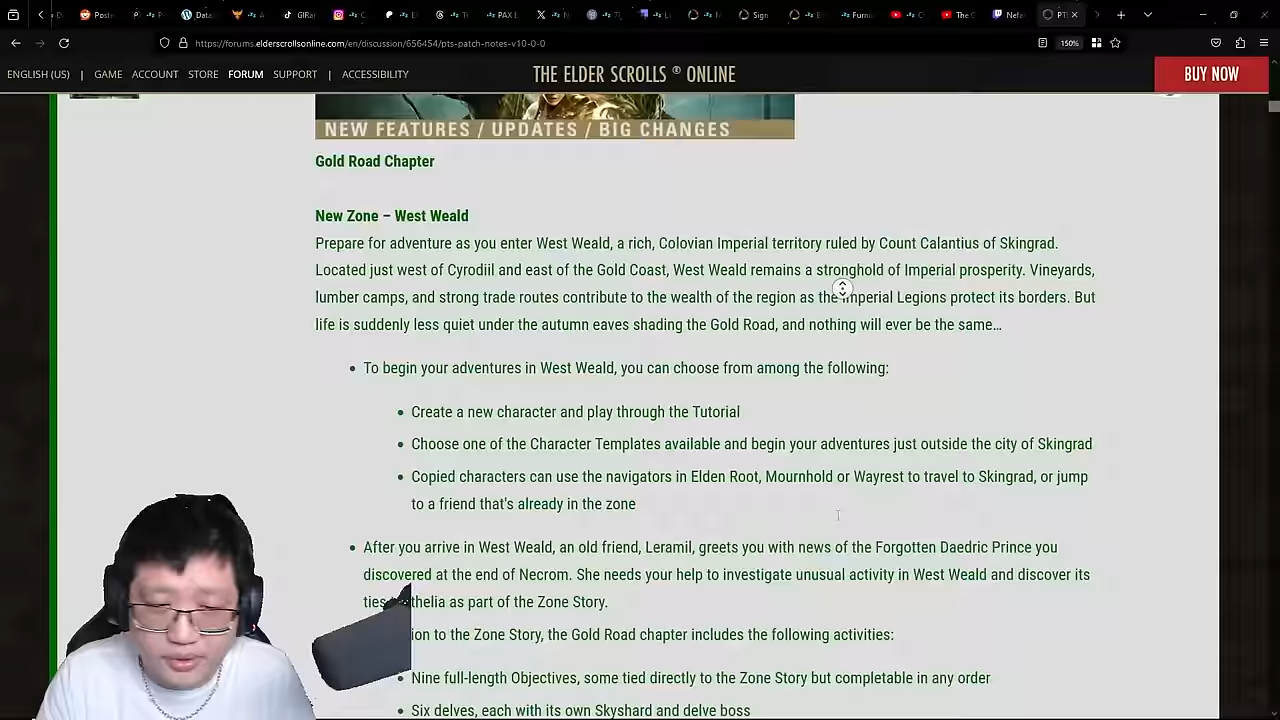 Poste
P
Data
A
GIRa
P
PAX E
Sign
Furni
The G
Nefa
PT
https://forums.elderscrollsonline.com/en/discussion/656454/pts-patch-notes-v10-0-0
150%
ENGLISH (US) | GAME ACCOUNT STORE FORUM SUPPORT | ACCESSIBILITY
THE ELDER SCROLLS ® ONLINE
BUY NOW
NEW FEATURES / UPDATES / BIG CHANGES
Gold Road Chapter
New Zone – West Weald
Prepare for adventure as you enter West Weald, a rich, Colovian Imperial territory ruled by Count Calantius of Skingrad.
Located just west of Cyrodiil and east of the Gold Coast, West Weald remains a stronghold of Imperial prosperity. Vineyards,
lumber camps, and strong trade routes contribute to the wealth of the region as the Imperial Legions protect its borders. But
life is suddenly less quiet under the autumn eaves shading the Gold Road, and nothing will ever be the same…
• To begin your adventures in West Weald, you can choose from among the following:
• Create a new character and play through the Tutorial
• Choose one of the Character Templates available and begin your adventures just outside the city of Skingrad
• Copied characters can use the navigators in Elden Root, Mournhold or Wayrest to travel to Skingrad, or jump
to a friend that's already in the zone
• After you arrive in West Weald, an old friend, Leramil, greets you with news of the Forgotten Daedric Prince you
discovered at the end of Necrom. She needs your help to investigate unusual activity in West Weald and discover its
ties thelia as part of the Zone Story.
ion to the Zone Story, the Gold Road chapter includes the following activities:
• Nine full-length Objectives, some tied directly to the Zone Story but completable in any order
• Six delves, each with its own Skyshard and delve boss